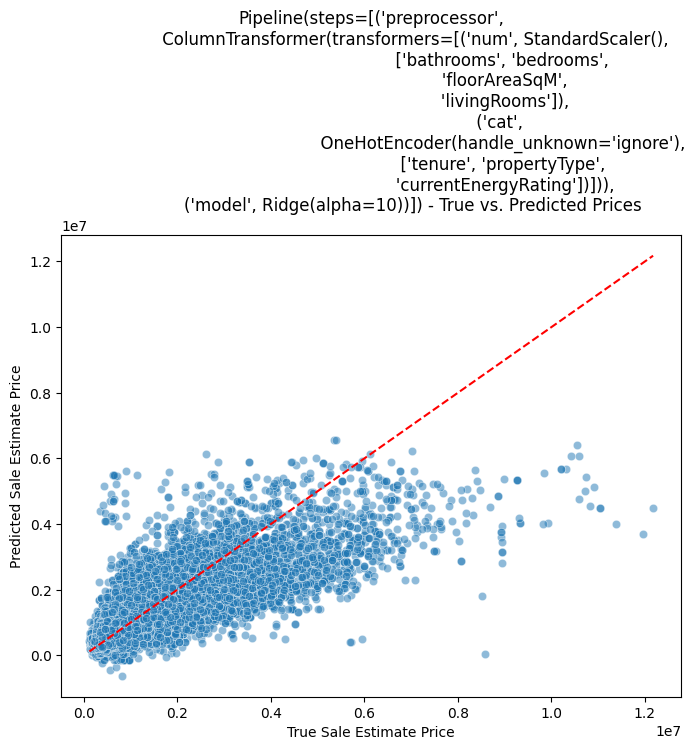 Pipeline(steps=[('preprocessor',
ColumnTransformer(transformers=[('num', StandardScaler(),
['bathrooms', 'bedrooms',
'floorAreaSqM',
'livingRooms']),
('cat',
OneHotEncoder(handle_unknown='ignore'),
['tenure', 'propertyType',
'currentEnergyRating'])])),
('model', Ridge(alpha=10))]) - True vs. Predicted Prices
1e7
1.2
1.0
0.8
0.6
0.4
0.2
0.0
Predicted Sale Estimate Price
0.0 0.2 0.4 0.6 0.8 1.0 1.2
1e7
True Sale Estimate Price